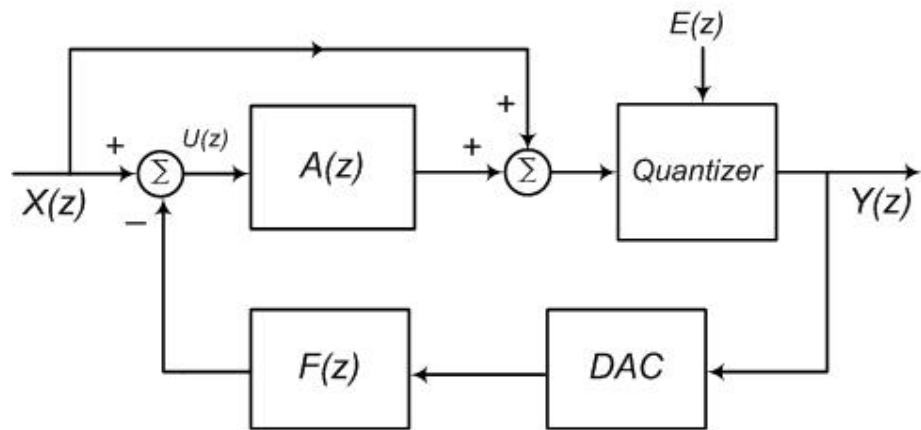 E(z)
+
+
U(z)
+
Σ
A(z)
Σ
Quantizer
X(z)
−
Y(z)
F(z)
DAC